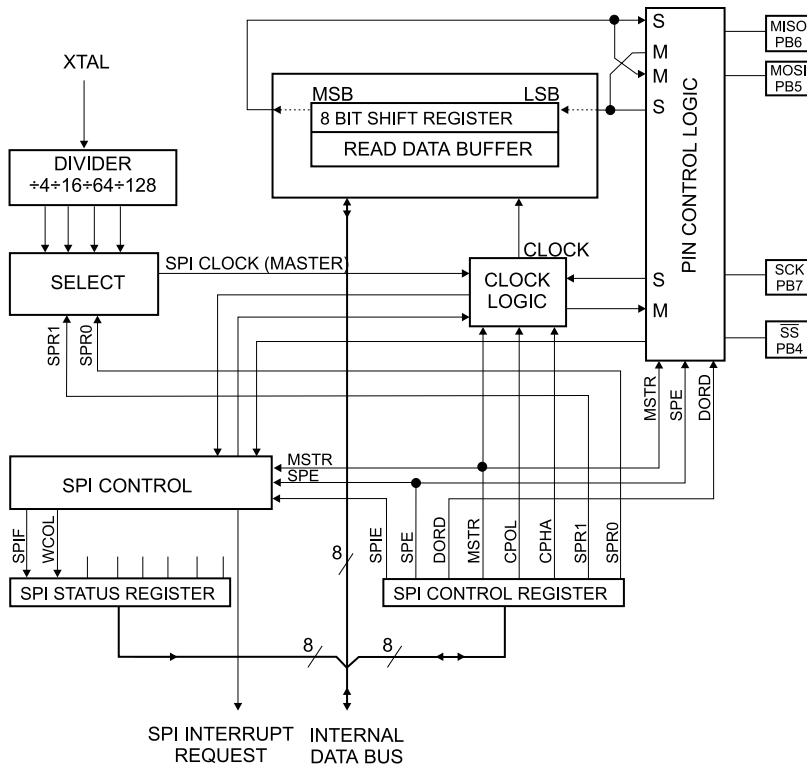 XTAL
DIVIDER
÷4÷16÷64÷128
SELECT
SPI CLOCK (MASTER)
SPR1
SPR0
MSB
LSB
8 BIT SHIFT REGISTER
READ DATA BUFFER
CLOCK
CLOCK
LOGIC
S
M
M
S
S
M
PIN CONTROL LOGIC
MISO
PB6
MOSI
PB5
SCK
PB7
SS
PB4
MSTR
SPE
DORD
SPI CONTROL
MSTR
SPE
SPIF
WCOL
SPI STATUS REGISTER
SPIE
SPE
DORD
MSTR
CPOL
CPHA
SPR1
SPR0
SPI CONTROL REGISTER
8
8
8
SPI INTERRUPT
REQUEST
INTERNAL
DATA BUS